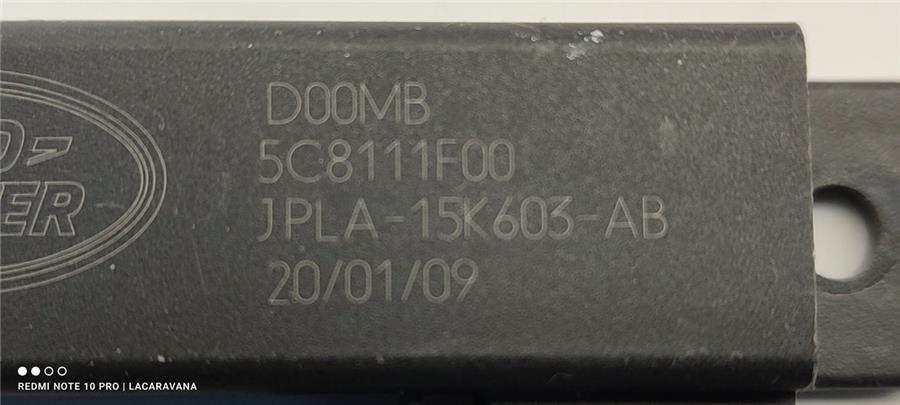 D00MB
5C8111F00
JPLA-15K603-AB
20/01/09
REDMI NOTE 10 PRO | LACARAVANA